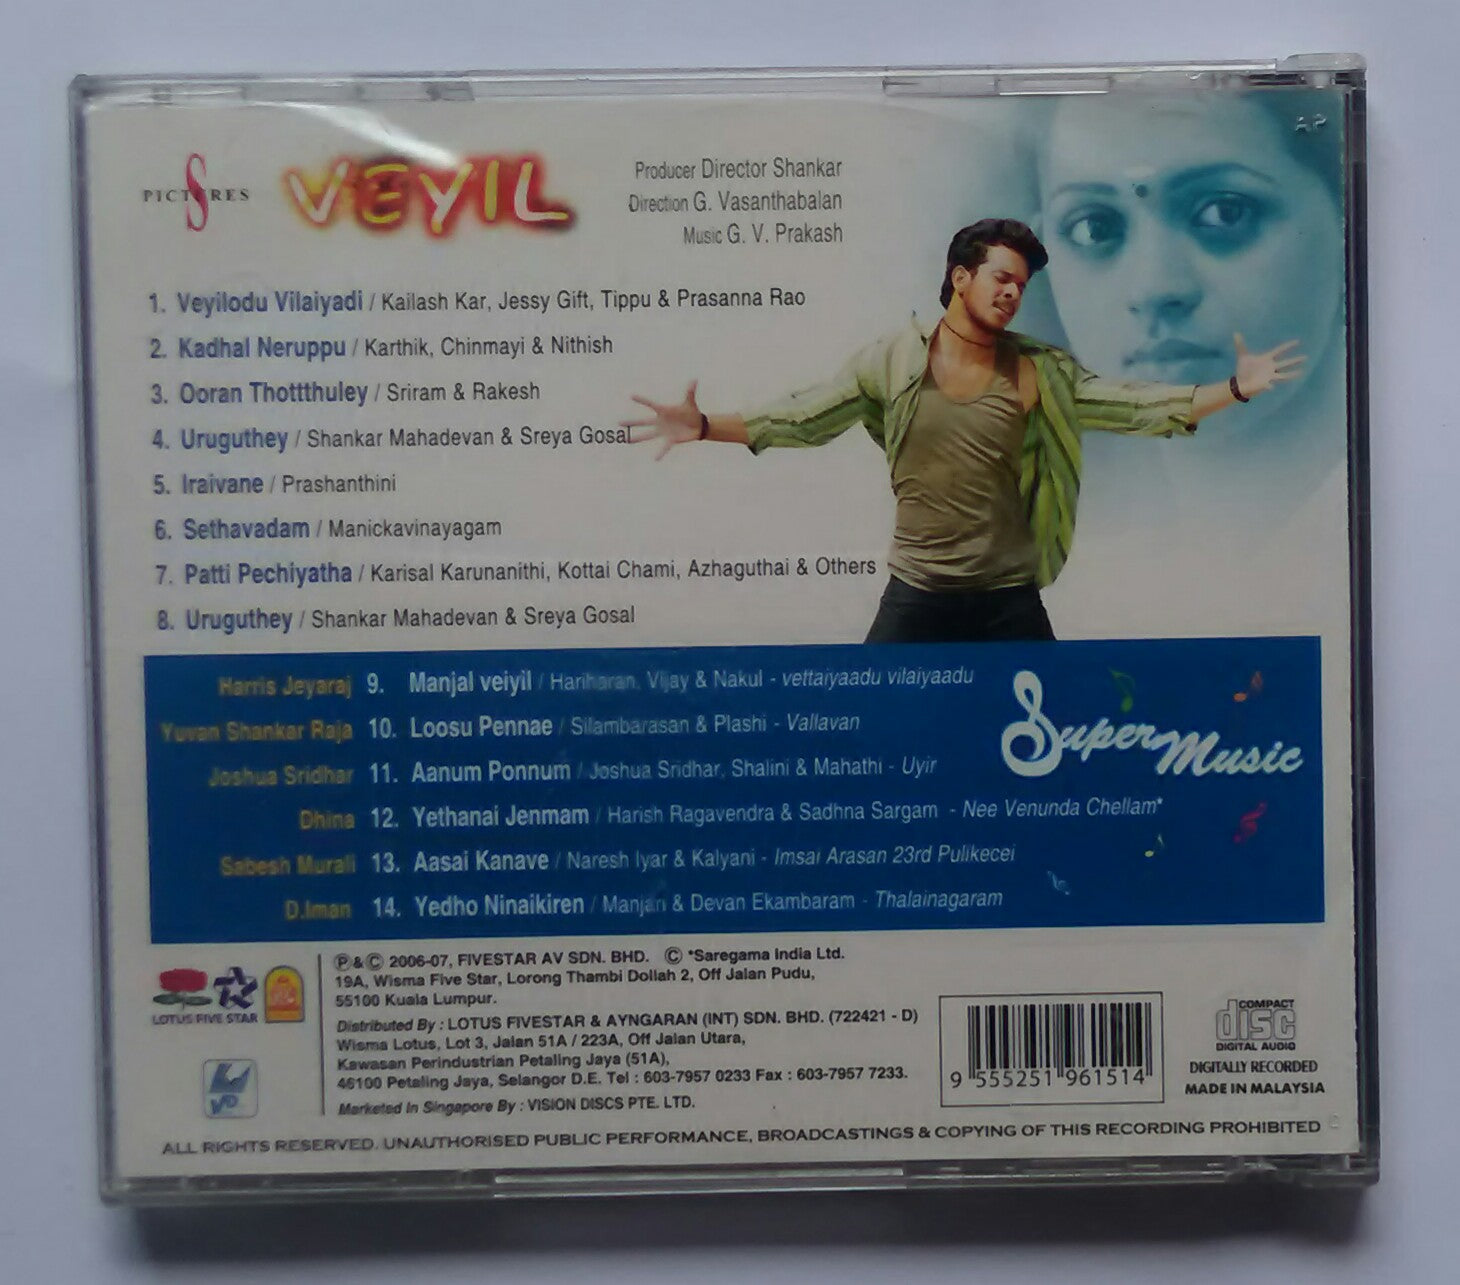 S PICTURES
VEYIL
Producer Director Shankar
Direction G. Vasanthabalan
Music G. V. Prakash
AP
1. Veyilodu Vilaiyadi / Kailash Kar, Jessy Gift, Tippu & Prasanna Rao
2. Kadhal Neruppu / Karthik, Chinmayi & Nithish
3. Ooran Thottthuley / Sriram & Rakesh
4. Uruguthey / Shankar Mahadevan & Sreya Gosal
5. Iraivane / Prashanthini
6. Sethavadam / Manickavinayagam
7. Patti Pechiyatha / Karisal Karunanithi, Kottai Chami, Azhaguthai & Others
8. Uruguthey / Shankar Mahadevan & Sreya Gosal
Harris Jeyaraj 9. Manjal veiyil / Hariharan, Vijay & Nakul - vettaiyaadu vilaiyaadu
Yuvan Shankar Raja 10. Loosu Pennae / Silambarasan & Plashi - Vallavan
Joshua Sridhar 11. Aanum Ponnum / Joshua Sridhar, Shalini & Mahathi - Uyir
Dhina 12. Yethanai Jenmam / Harish Ragavendra & Sadhna Sargam - Nee Venunda Chellam*
Sabesh Murali 13. Aasai Kanave / Naresh Iyar & Kalyani - Imsai Arasan 23rd Pulikecei
D.Iman 14. Yedho Ninaikiren / Manjari & Devan Ekambaram - Thalainagaram
Super Music
LOTUS FIVE STAR
℗ & © 2006-07, FIVESTAR AV SDN. BHD. © *Saregama India Ltd.
19A, Wisma Five Star, Lorong Thambi Dollah 2, Off Jalan Pudu,
55100 Kuala Lumpur.
Distributed By : LOTUS FIVESTAR & AYNGARAN (INT) SDN. BHD. (722421 - D)
Wisma Lotus, Lot 3, Jalan 51A / 223A, Off Jalan Utara,
Kawasan Perindustrian Petaling Jaya (51A),
46100 Petaling Jaya, Selangor D.E. Tel : 603-7957 0233 Fax : 603-7957 7233.
Marketed In Singapore By : VISION DISCS PTE. LTD.
9 555251 961514
COMPACT
disc
DIGITAL AUDIO
DIGITALLY RECORDED
MADE IN MALAYSIA
ALL RIGHTS RESERVED. UNAUTHORISED PUBLIC PERFORMANCE, BROADCASTINGS & COPYING OF THIS RECORDING PROHIBITED